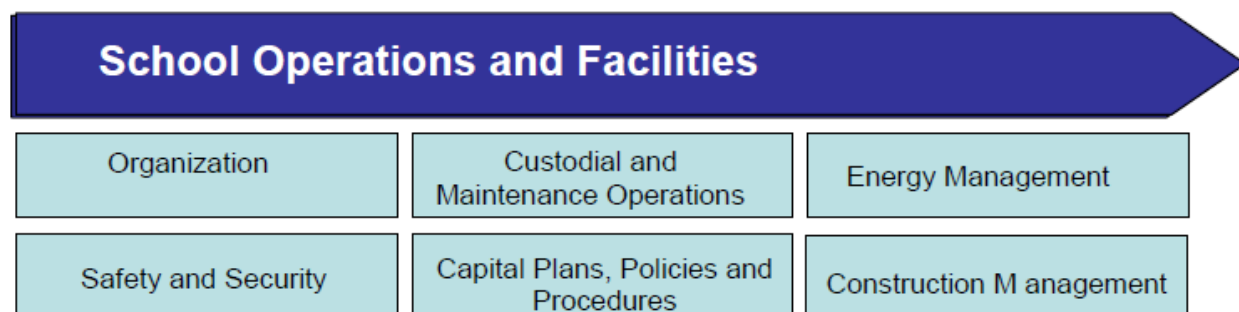 School Operations and Facilities
Organization
Custodial and
Maintenance Operations
Energy Management
Safety and Security
Capital Plans, Policies and
Procedures
Construction M anagement